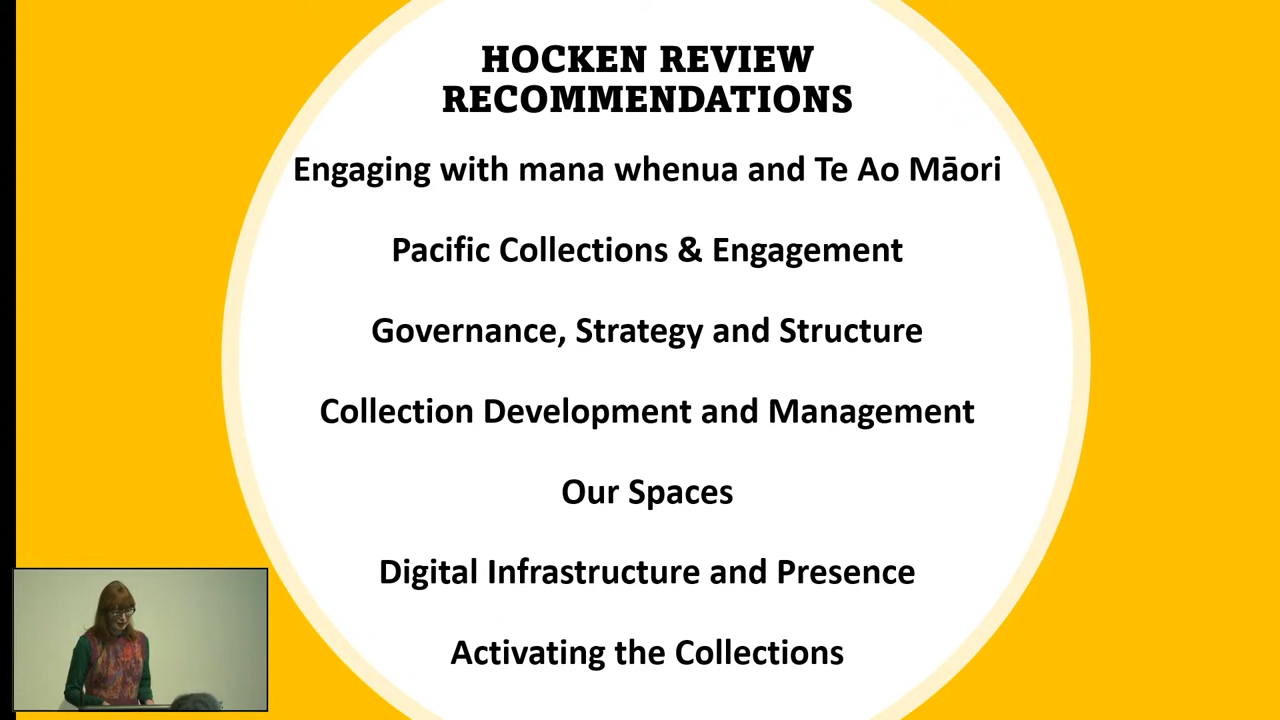 HOCKEN REVIEW
RECOMMENDATIONS
Engaging with mana whenua and Te Ao Māori
Pacific Collections & Engagement
Governance, Strategy and Structure
Collection Development and Management
Our Spaces
Digital Infrastructure and Presence
Activating the Collections